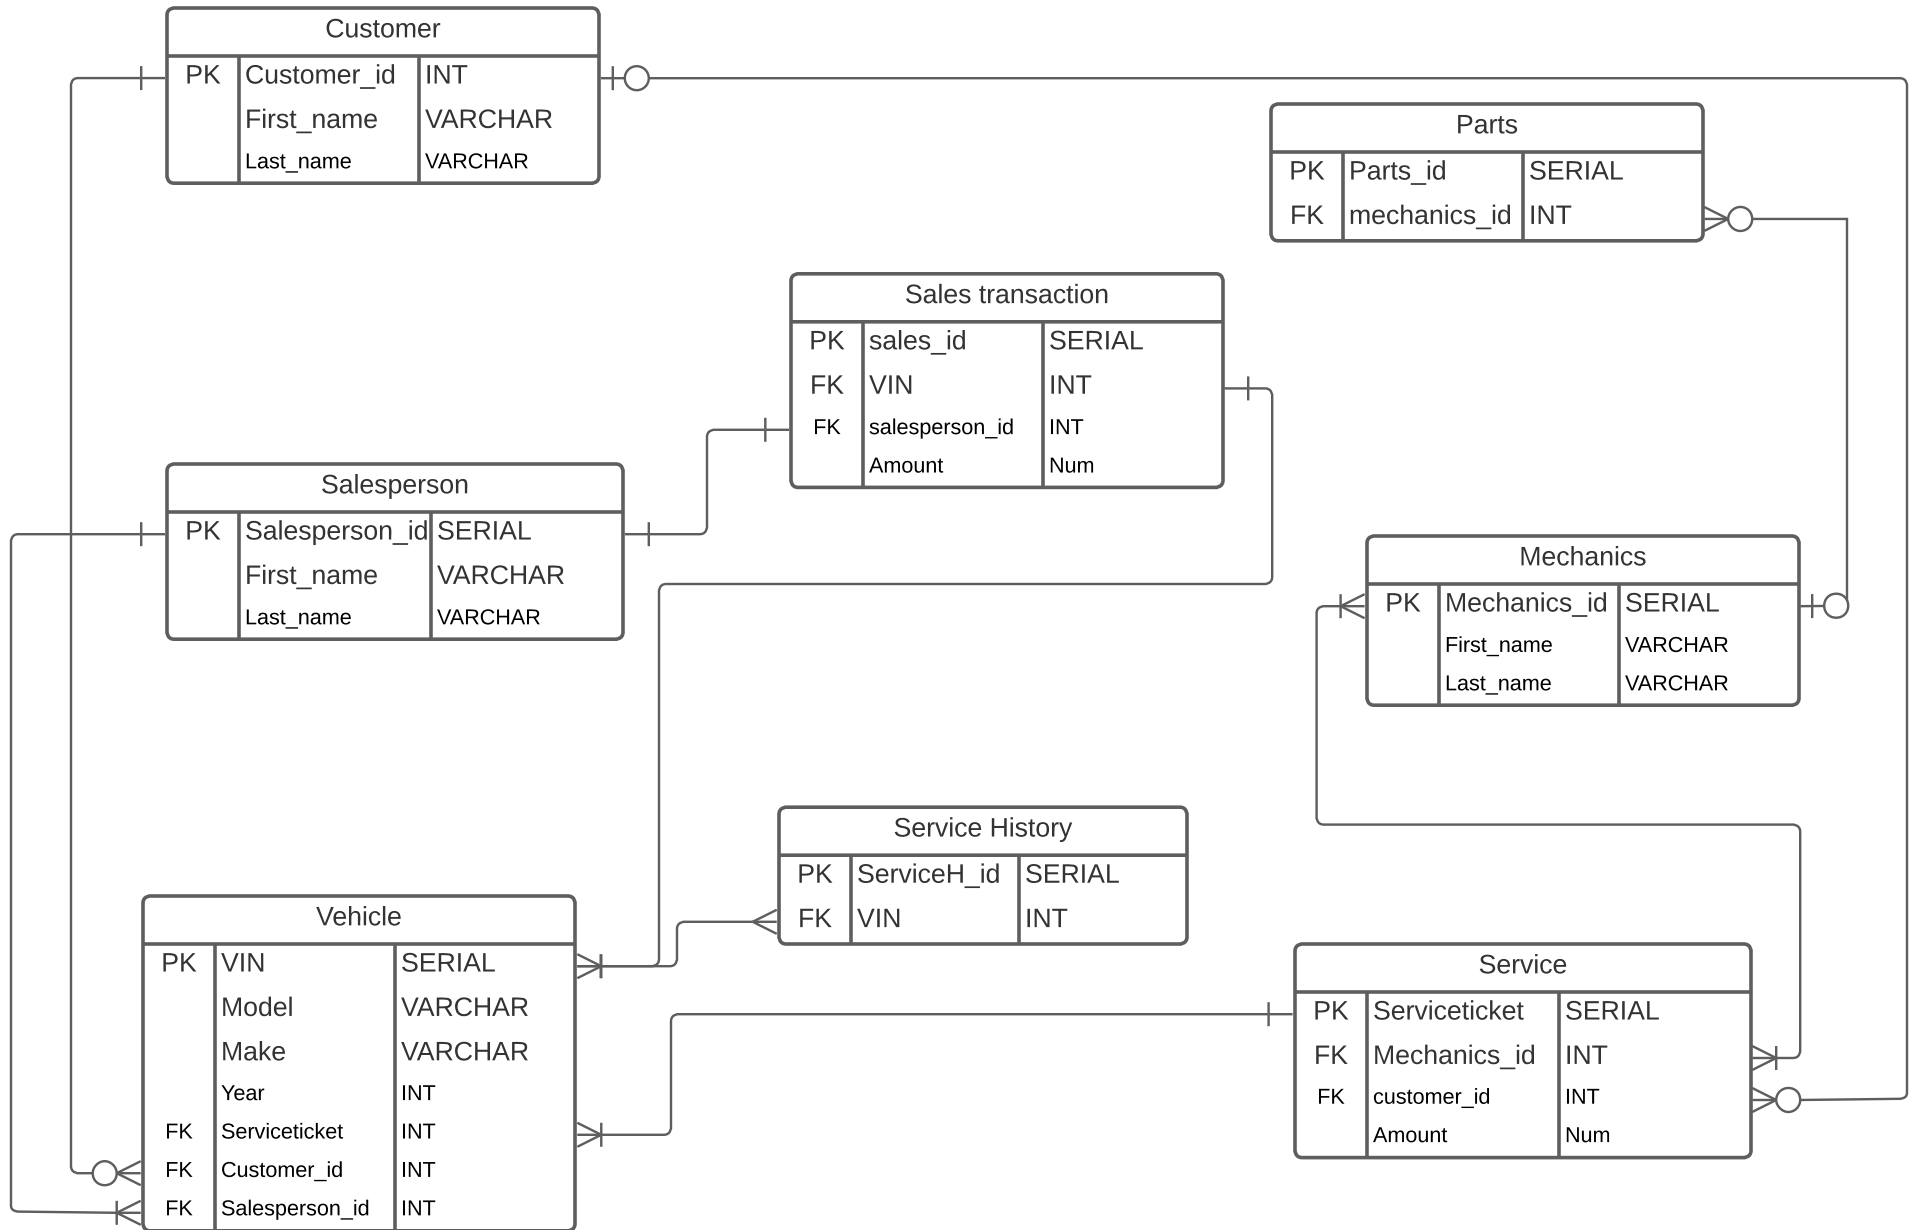 Customer
PK Customer_id INT
First_name VARCHAR
Last_name VARCHAR
Parts
PK Parts_id SERIAL
FK mechanics_id INT
Sales transaction
PK sales_id SERIAL
FK VIN INT
FK salesperson_id INT
Amount Num
Salesperson
PK Salesperson_id SERIAL
First_name VARCHAR
Last_name VARCHAR
Mechanics
PK Mechanics_id SERIAL
First_name VARCHAR
Last_name VARCHAR
Service History
PK ServiceH_id SERIAL
FK VIN INT
Vehicle
PK VIN SERIAL
Model VARCHAR
Make VARCHAR
Year INT
FK Serviceticket INT
FK Customer_id INT
FK Salesperson_id INT
Service
PK Serviceticket SERIAL
FK Mechanics_id INT
FK customer_id INT
Amount Num